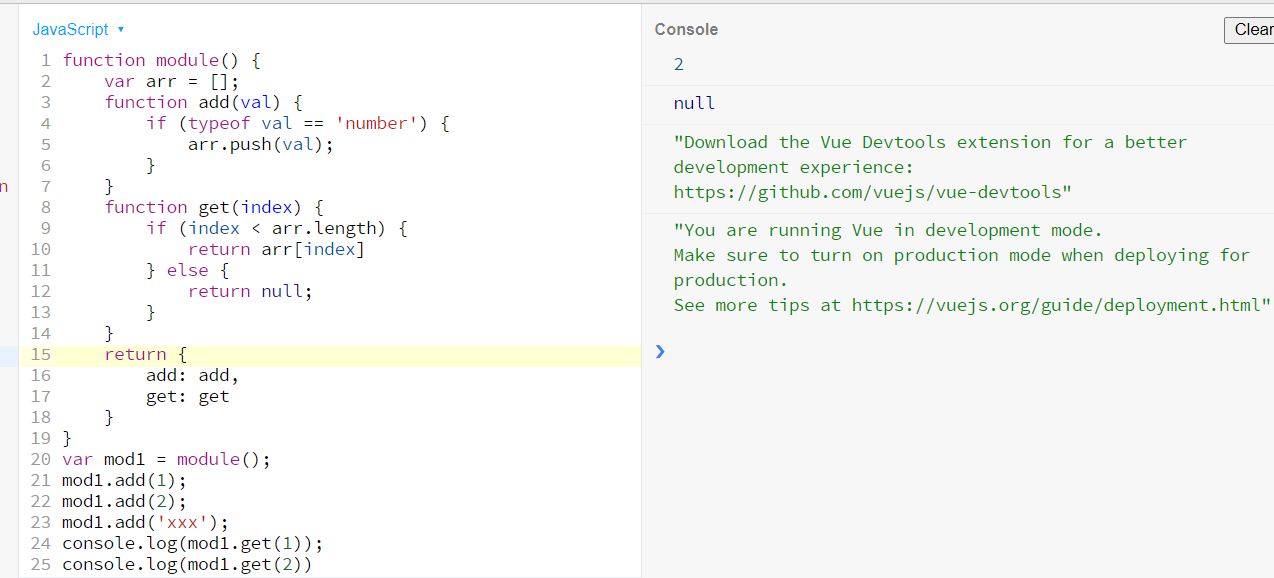 JavaScript ▾
1 function module() {
2     var arr = [];
3     function add(val) {
4         if (typeof val == 'number') {
5             arr.push(val);
6         }
7     }
8     function get(index) {
9         if (index < arr.length) {
10             return arr[index]
11         } else {
12             return null;
13         }
14     }
15     return {
16         add: add,
17         get: get
18     }
19 }
20 var mod1 = module();
21 mod1.add(1);
22 mod1.add(2);
23 mod1.add('xxx');
24 console.log(mod1.get(1));
25 console.log(mod1.get(2))
n
Console
Clear
2
null
"Download the Vue Devtools extension for a better
development experience:
https://github.com/vuejs/vue-devtools"
"You are running Vue in development mode.
Make sure to turn on production mode when deploying for
production.
See more tips at https://vuejs.org/guide/deployment.html"
❯